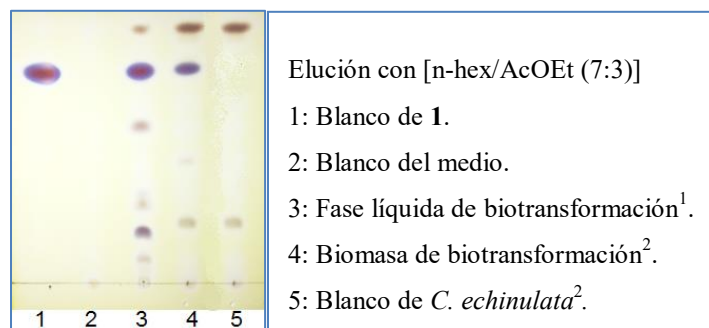 1 2 3 4 5
Elución con [n-hex/AcOEt (7:3)]
1: Blanco de 1.
2: Blanco del medio.
3: Fase líquida de biotransformación¹.
4: Biomasa de biotransformación².
5: Blanco de C. echinulata².